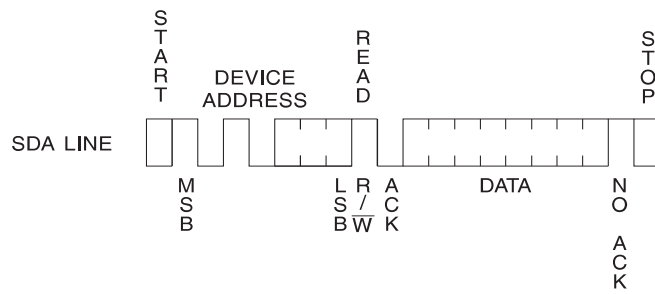 START
DEVICE
ADDRESS
READ
STOP
SDA LINE
MSB
LSB
R/W̅
ACK
DATA
NO ACK